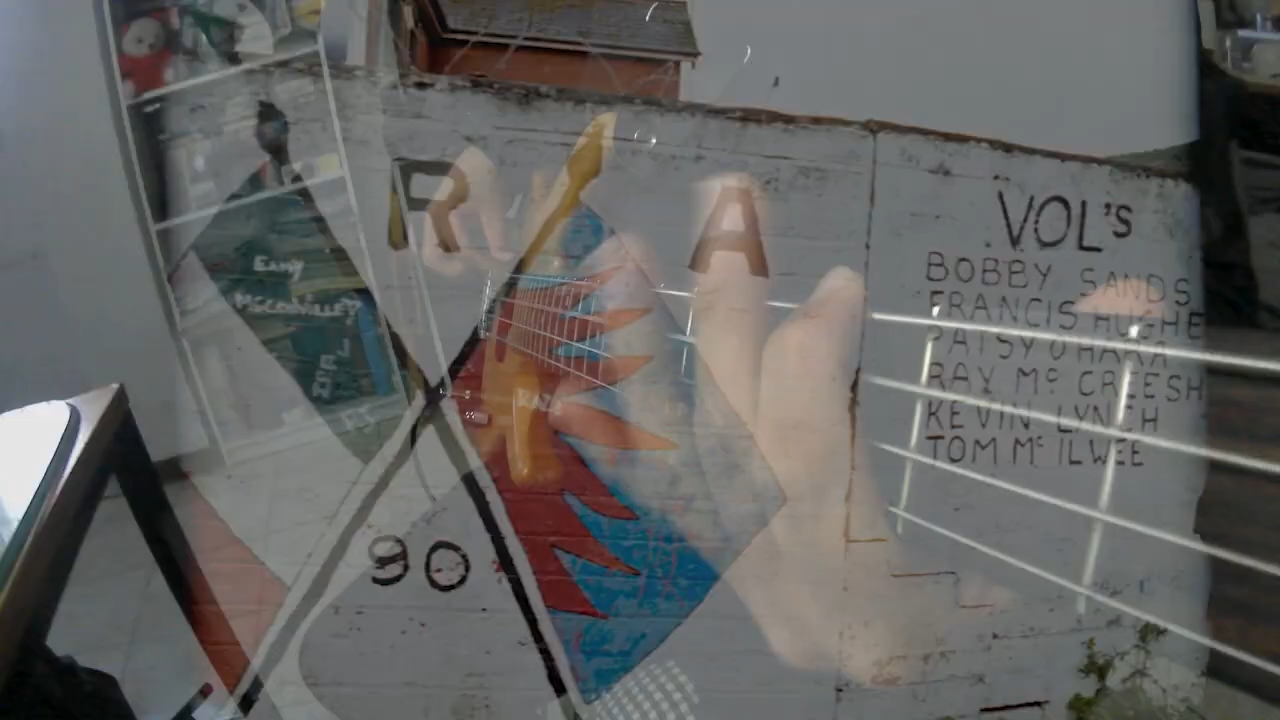 R A
VOL's
BOBBY SANDS
FRANCIS HUGHE
PATSY O HARA
RAY Mc CREESH
KEVIN LYNCH
TOM Mc ILWEE
90